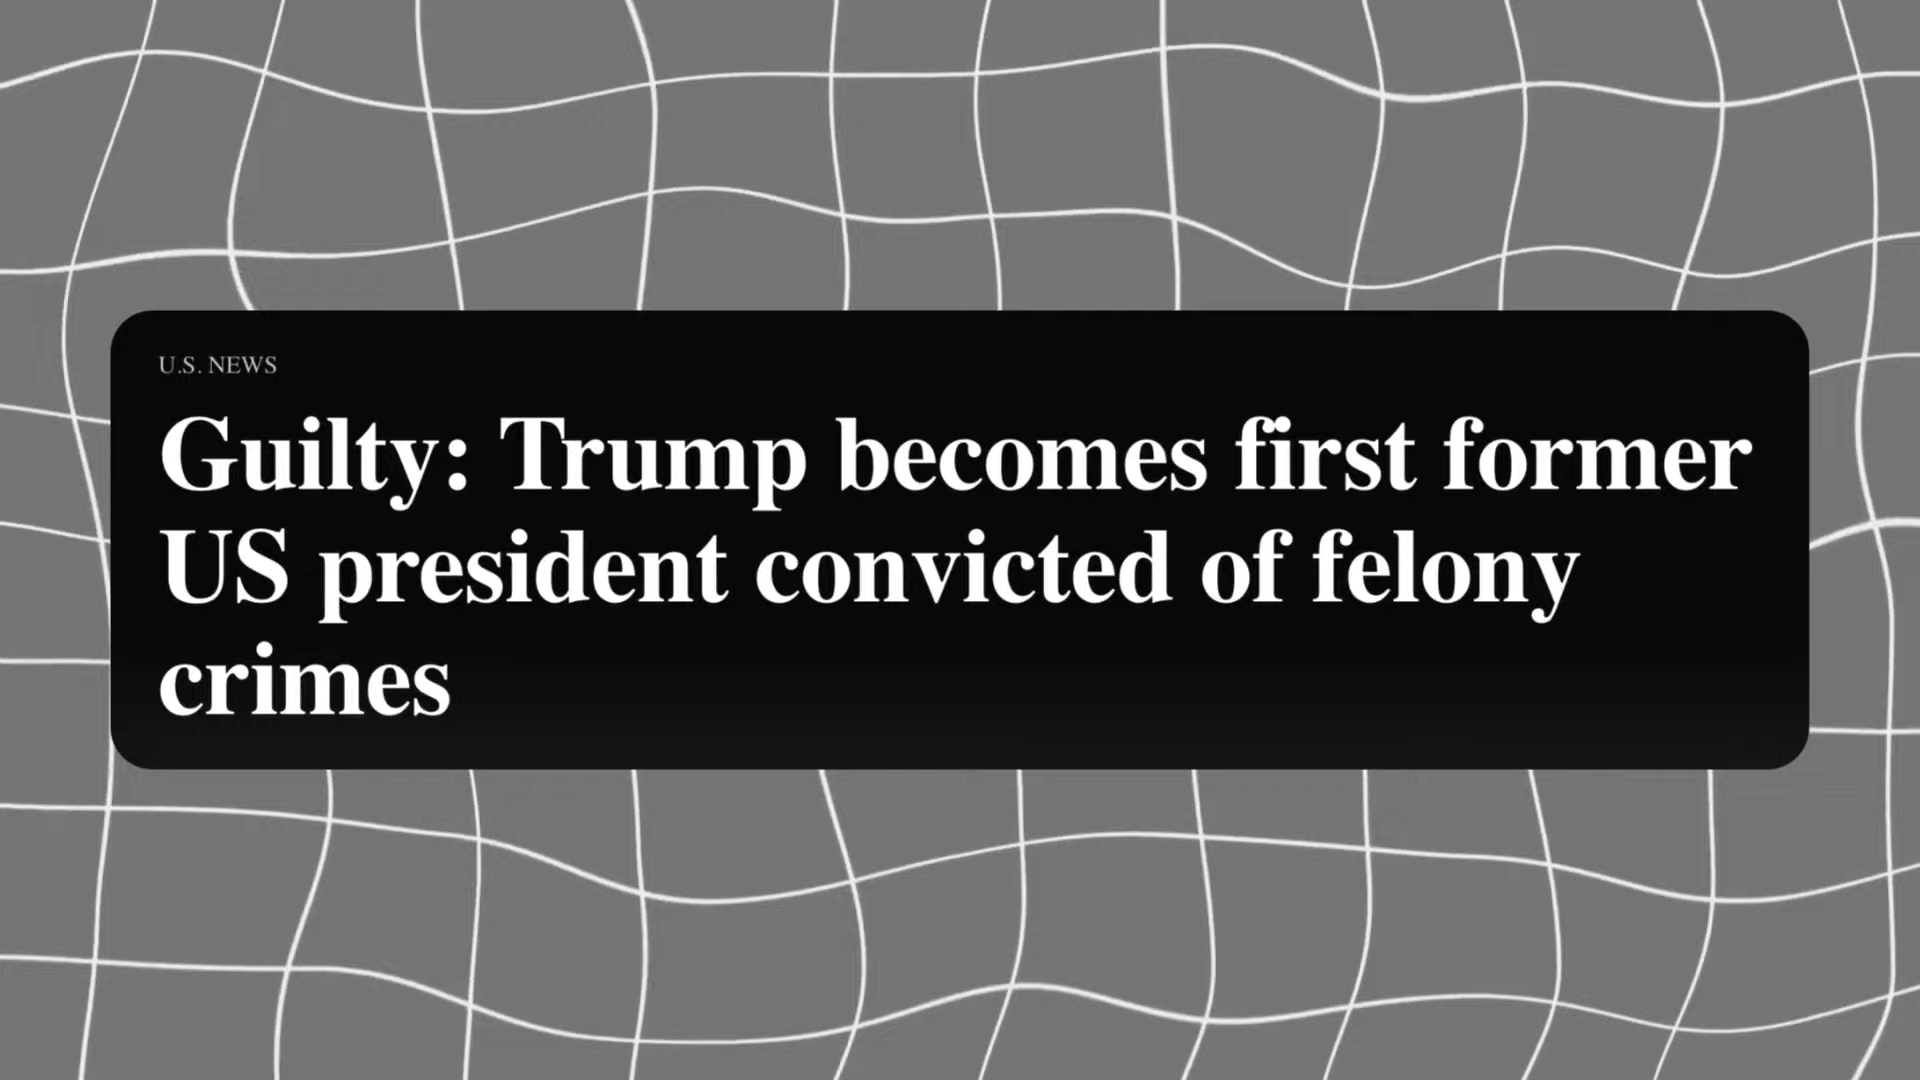 U.S. NEWS
Guilty: Trump becomes first former
US president convicted of felony
crimes